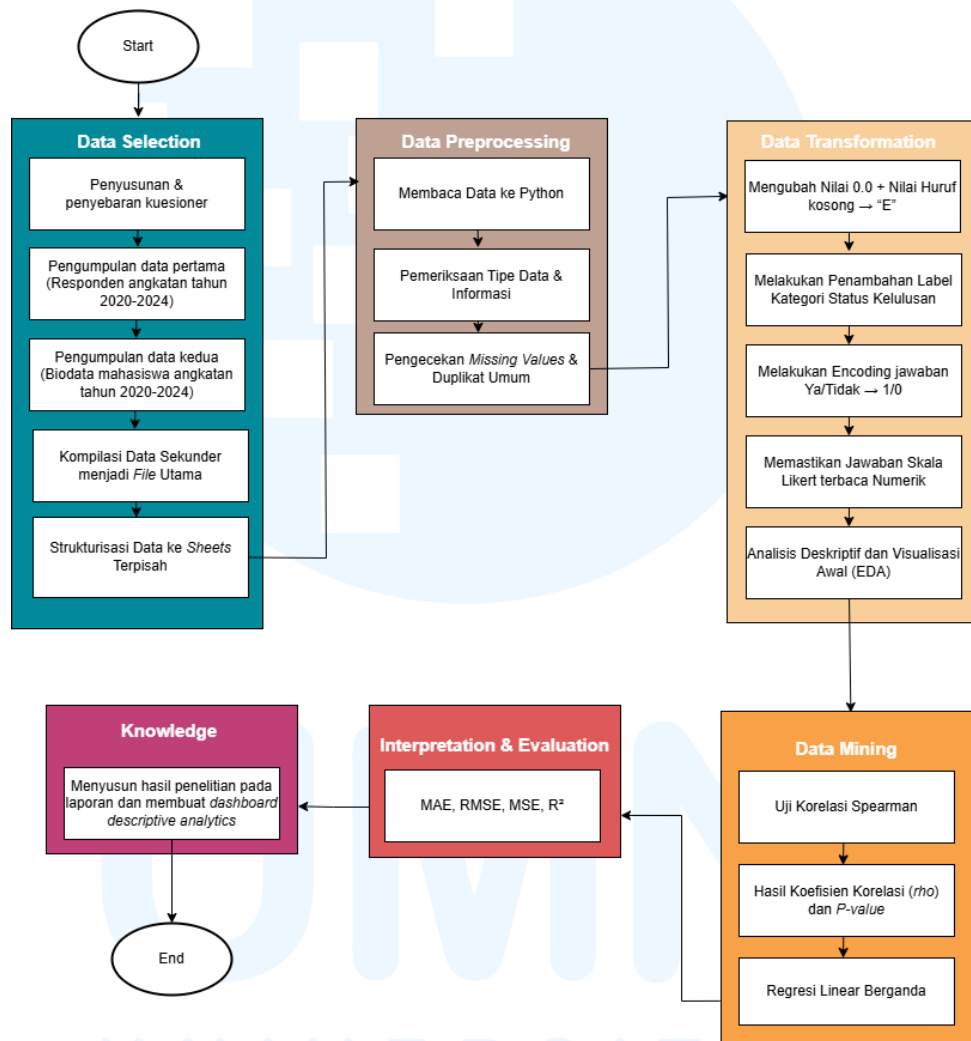 Start
Data Selection
Penyusunan &
penyebaran kuesioner
Pengumpulan data pertama
(Responden angkatan tahun
2020-2024)
Pengumpulan data kedua
(Biodata mahasiswa angkatan
tahun 2020-2024)
Kompilasi Data Sekunder
menjadi File Utama
Strukturisasi Data ke Sheets
Terpisah
Data Preprocessing
Membaca Data ke Python
Pemeriksaan Tipe Data &
Informasi
Pengecekan Missing Values &
Duplikat Umum
Data Transformation
Mengubah Nilai 0.0 + Nilai Huruf
kosong → “E”
Melakukan Penambahan Label
Kategori Status Kelulusan
Melakukan Encoding jawaban
Ya/Tidak → 1/0
Memastikan Jawaban Skala
Likert terbaca Numerik
Analisis Deskriptif dan Visualisasi
Awal (EDA)
Data Mining
Uji Korelasi Spearman
Hasil Koefisien Korelasi (rho)
dan P-value
Regresi Linear Berganda
Interpretation & Evaluation
MAE, RMSE, MSE, R²
Knowledge
Menyusun hasil penelitian pada
laporan dan membuat dashboard
descriptive analytics
End
UMN